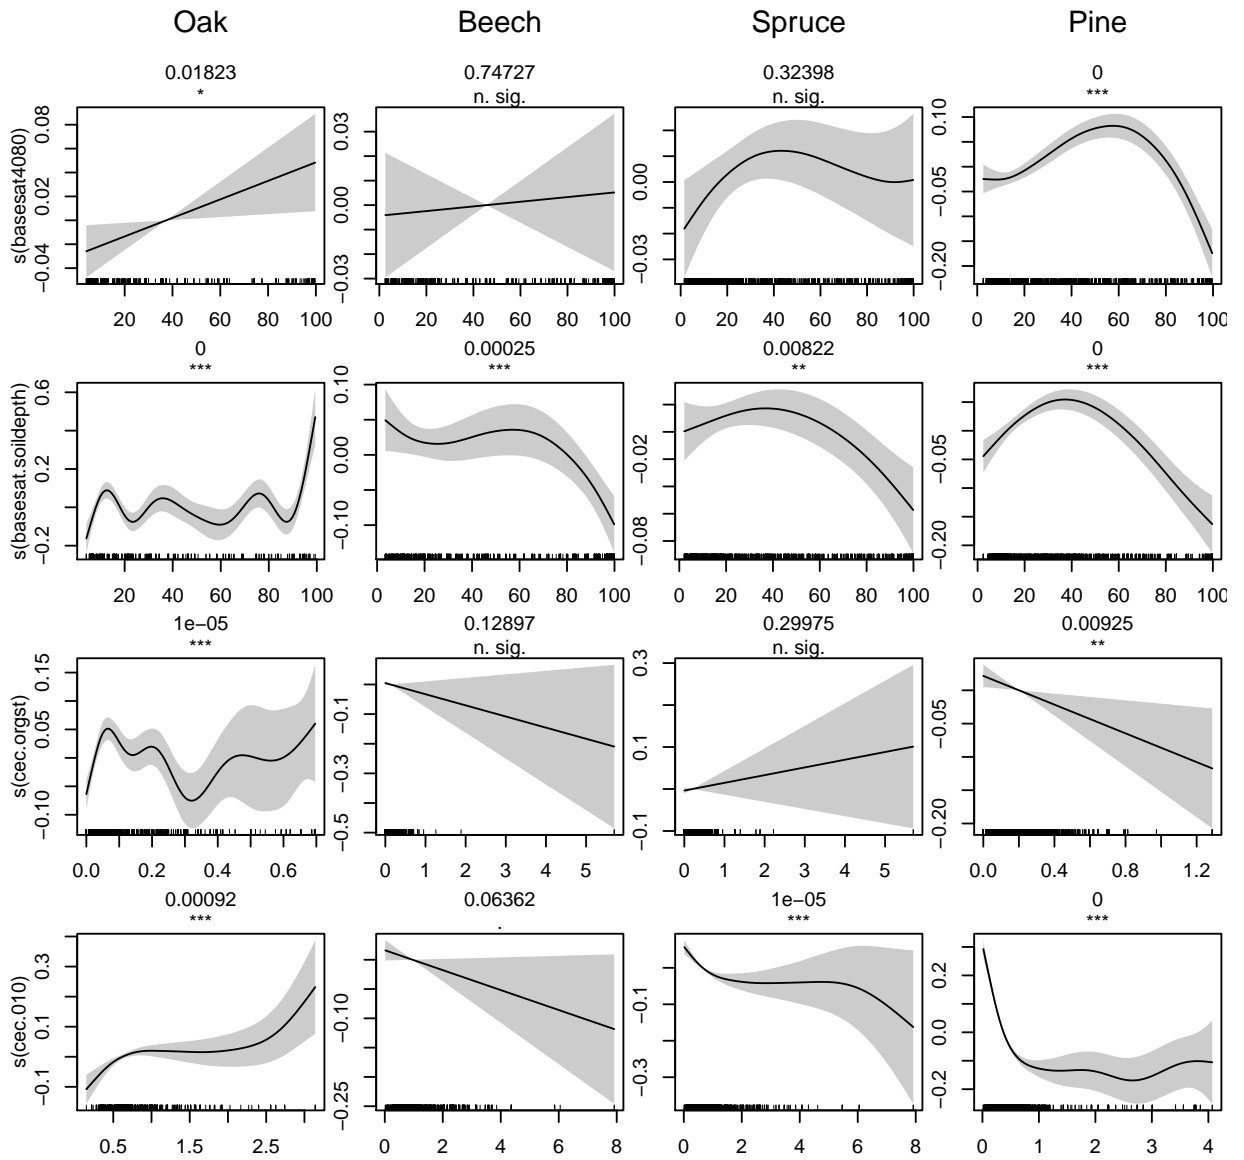 Oak Beech Spruce Pine
0.01823 0.74727 0.32398 0
* n. sig. n. sig. ***
s(basesat4080)
−0.04 0.02 0.08
−0.03 0.00 0.03
−0.03 0.00
−0.20 −0.05 0.10
20 40 60 80 100
0 20 40 60 80 100
0 20 40 60 80 100
0 20 40 60 80 100
0 0.00025 0.00822 0
*** *** ** ***
s(basesat.soildepth)
−0.2 0.2 0.6
−0.10 0.00 0.10
−0.08 −0.02
−0.20 −0.05
20 40 60 80 100
0 20 40 60 80 100
0 20 40 60 80 100
0 20 40 60 80 100
1e−05 0.12897 0.29975 0.00925
*** n. sig. n. sig. **
s(cec.orgst)
−0.10 0.05 0.15
−0.5 −0.3 −0.1
−0.1 0.1 0.3
−0.20 −0.05
0.0 0.2 0.4 0.6
0 1 2 3 4 5
0 1 2 3 4 5
0.0 0.4 0.8 1.2
0.00092 0.06362 1e−05 0
*** . *** ***
s(cec.010)
−0.1 0.1 0.3
−0.25 −0.10
−0.3 −0.1
−0.2 0.0 0.2
0.5 1.5 2.5
0 2 4 6 8
0 2 4 6 8
0 1 2 3 4